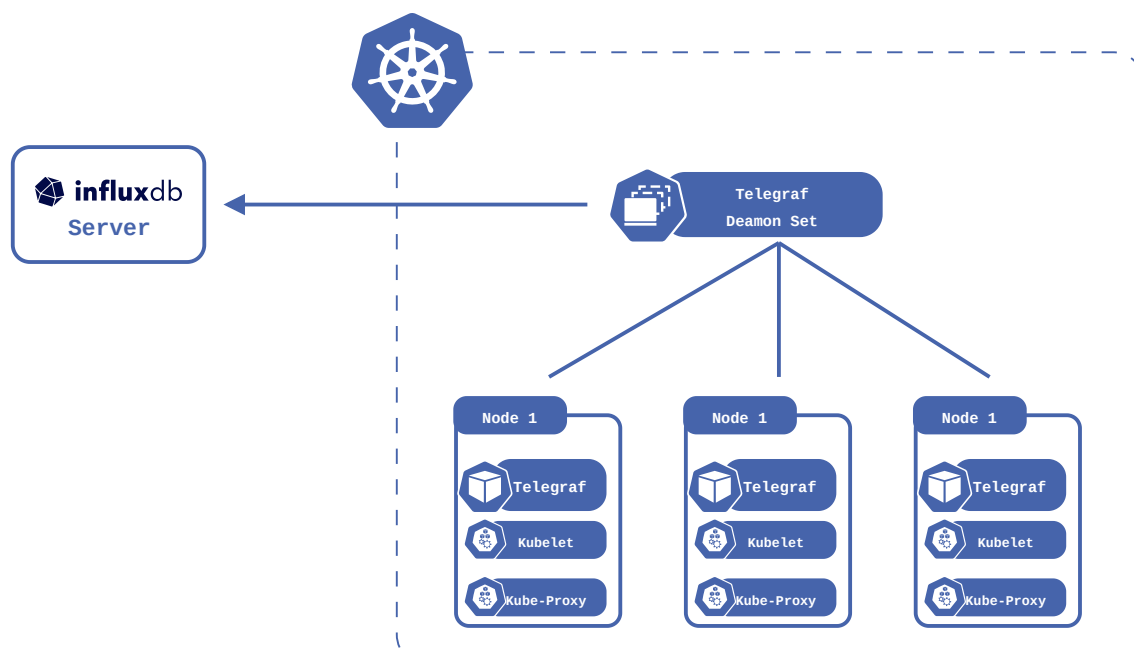 influxdb
Server
Telegraf
Deamon Set
Node 1
Telegraf
Kubelet
Kube-Proxy
Node 1
Telegraf
Kubelet
Kube-Proxy
Node 1
Telegraf
Kubelet
Kube-Proxy